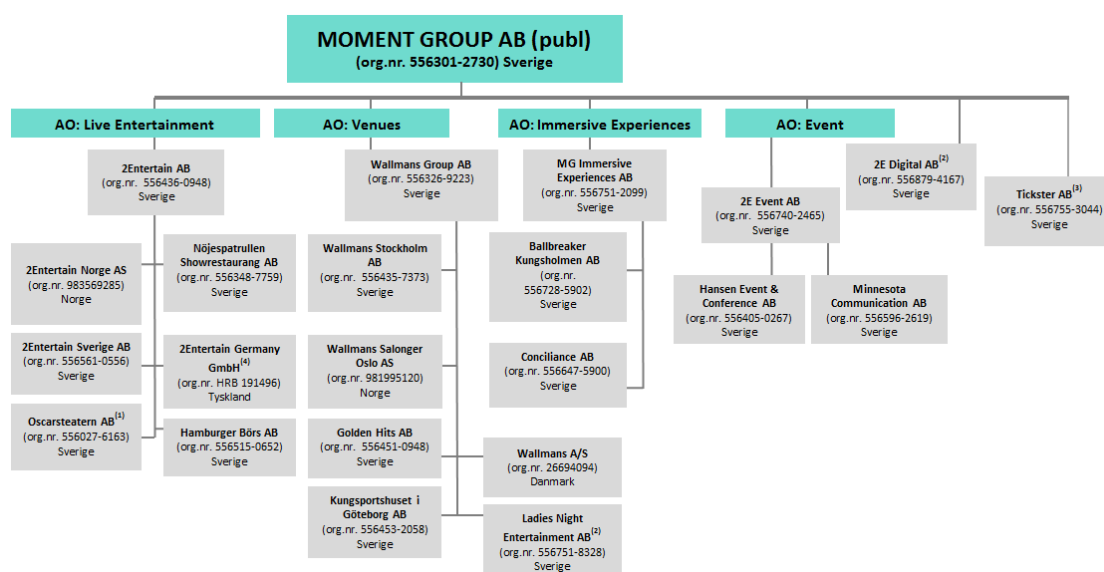 MOMENT GROUP AB (publ)
(org.nr. 556301-2730) Sverige
AO: Live Entertainment
AO: Venues
AO: Immersive Experiences
AO: Event
2Entertain AB
(org.nr. 556436-0948)
Sverige
Wallmans Group AB
(org.nr. 556326-9223)
Sverige
MG Immersive
Experiences AB
(org.nr. 556751-2099)
Sverige
2E Event AB
(org.nr. 556740-2465)
Sverige
2E Digital AB(2)
(org.nr. 556879-4167)
Sverige
Tickster AB(3)
(org.nr. 556755-3044)
Sverige
2Entertain Norge AS
(org.nr. 983569285)
Norge
Nöjespatrullen
Showrestaurang AB
(org.nr. 556348-7759)
Sverige
2Entertain Sverige AB
(org.nr. 556561-0556)
Sverige
2Entertain Germany
GmbH(4)
(org.nr. HRB 191496)
Tyskland
Oscarsteatern AB(1)
(org.nr. 556027-6163)
Sverige
Hamburger Börs AB
(org.nr. 556515-0652)
Sverige
Wallmans Stockholm
AB
(org.nr. 556435-7373)
Sverige
Wallmans Salonger
Oslo AS
(org.nr. 981995120)
Norge
Golden Hits AB
(org.nr. 556451-0948)
Sverige
Wallmans A/S
(org.nr. 26694094)
Danmark
Kungsportshuset i
Göteborg AB
(org.nr. 556453-2058)
Sverige
Ladies Night
Entertainment AB(2)
(org.nr. 556751-8328)
Sverige
Ballbreaker
Kungsholmen AB
(org.nr.
556728-5902)
Sverige
Conciliance AB
(org.nr. 556647-5900)
Sverige
Hansen Event &
Conference AB
(org.nr. 556405-0267)
Sverige
Minnesota
Communication AB
(org.nr. 556596-2619)
Sverige